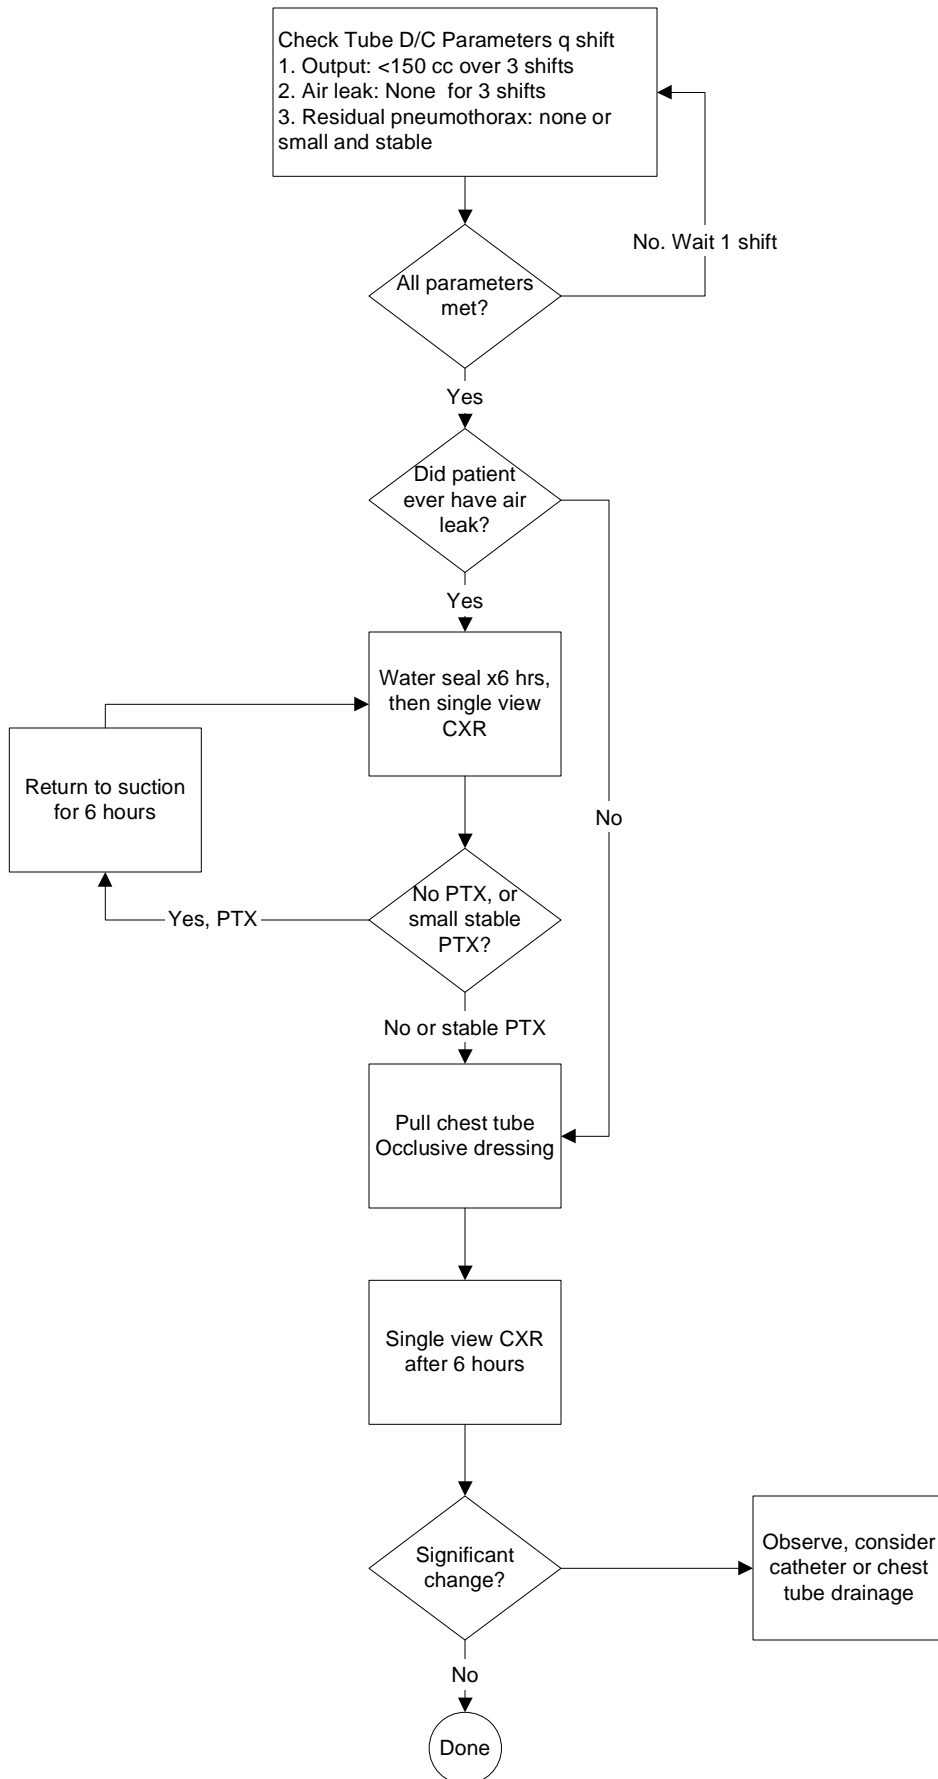 Check Tube D/C Parameters q shift
1. Output: <150 cc over 3 shifts
2. Air leak: None  for 3 shifts
3. Residual pneumothorax: none or
small and stable
No. Wait 1 shift
All parameters
met?
Yes
Did patient
ever have air
leak?
Yes
Water seal x6 hrs,
then single view
CXR
Return to suction
for 6 hours
No
No PTX, or
small stable
PTX?
Yes, PTX
No or stable PTX
Pull chest tube
Occlusive dressing
Single view CXR
after 6 hours
Significant
change?
Observe, consider
catheter or chest
tube drainage
No
Done